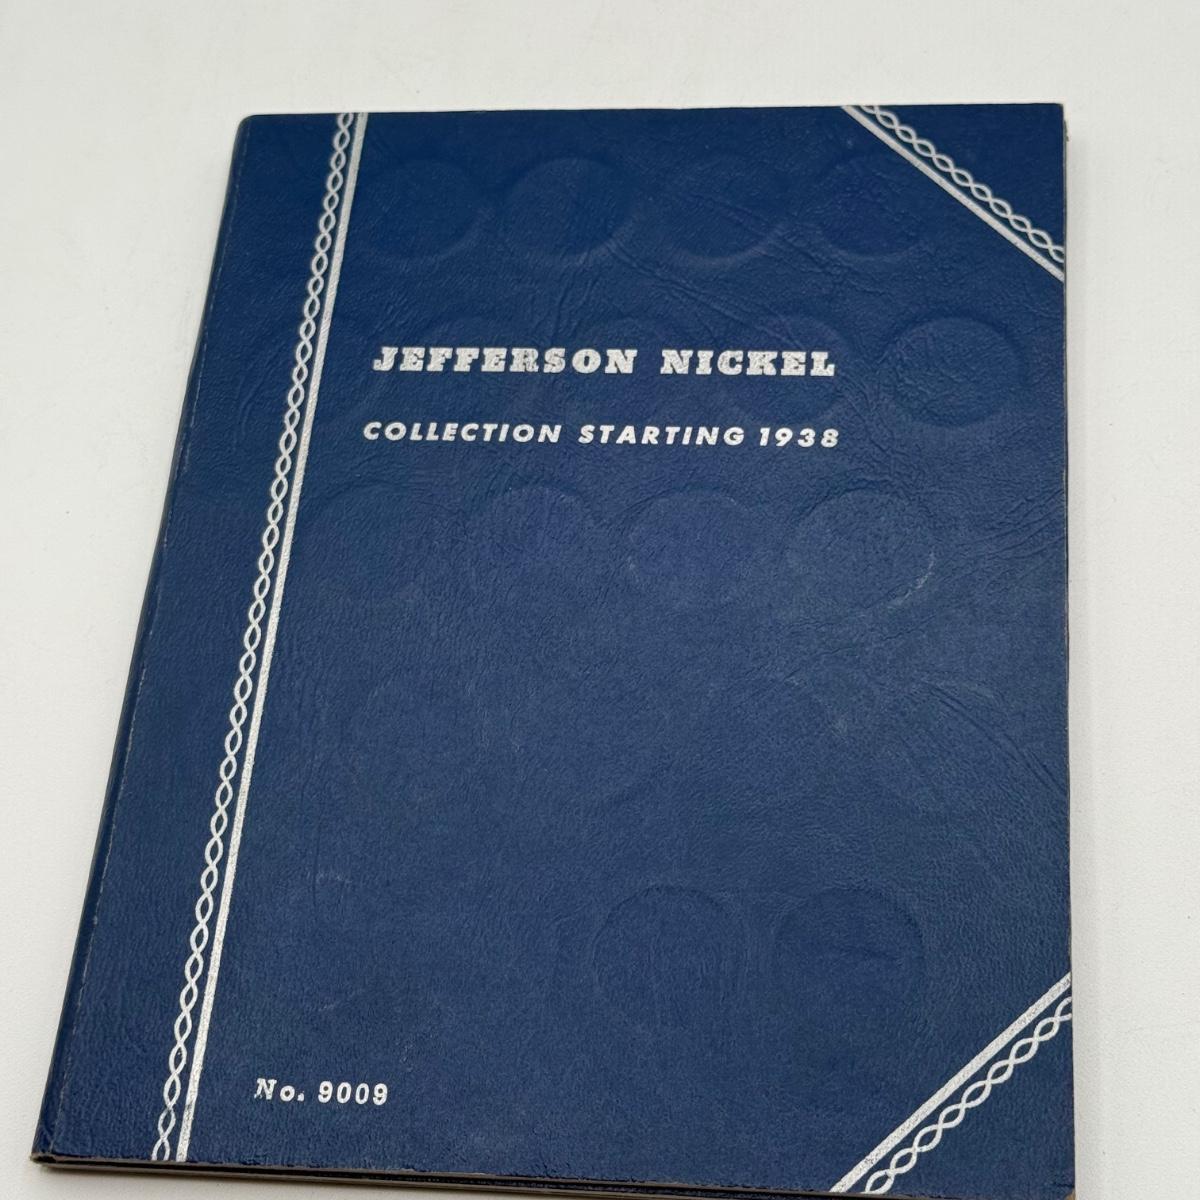 JEFFERSON NICKEL
COLLECTION STARTING 1938
No. 9009